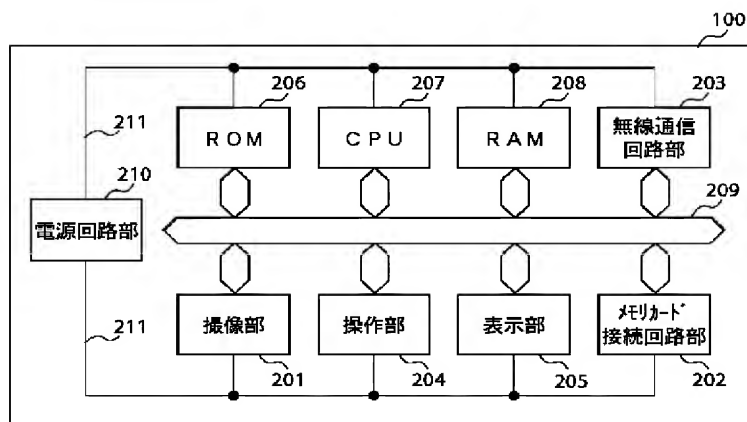 100
206
207
208
203
ROM
CPU
RAM
無線通信
回路部
211
210
209
電源回路部
211
撮像部
操作部
表示部
ﾒﾓﾘｶｰﾄﾞ
接続回路部
201
204
205
202